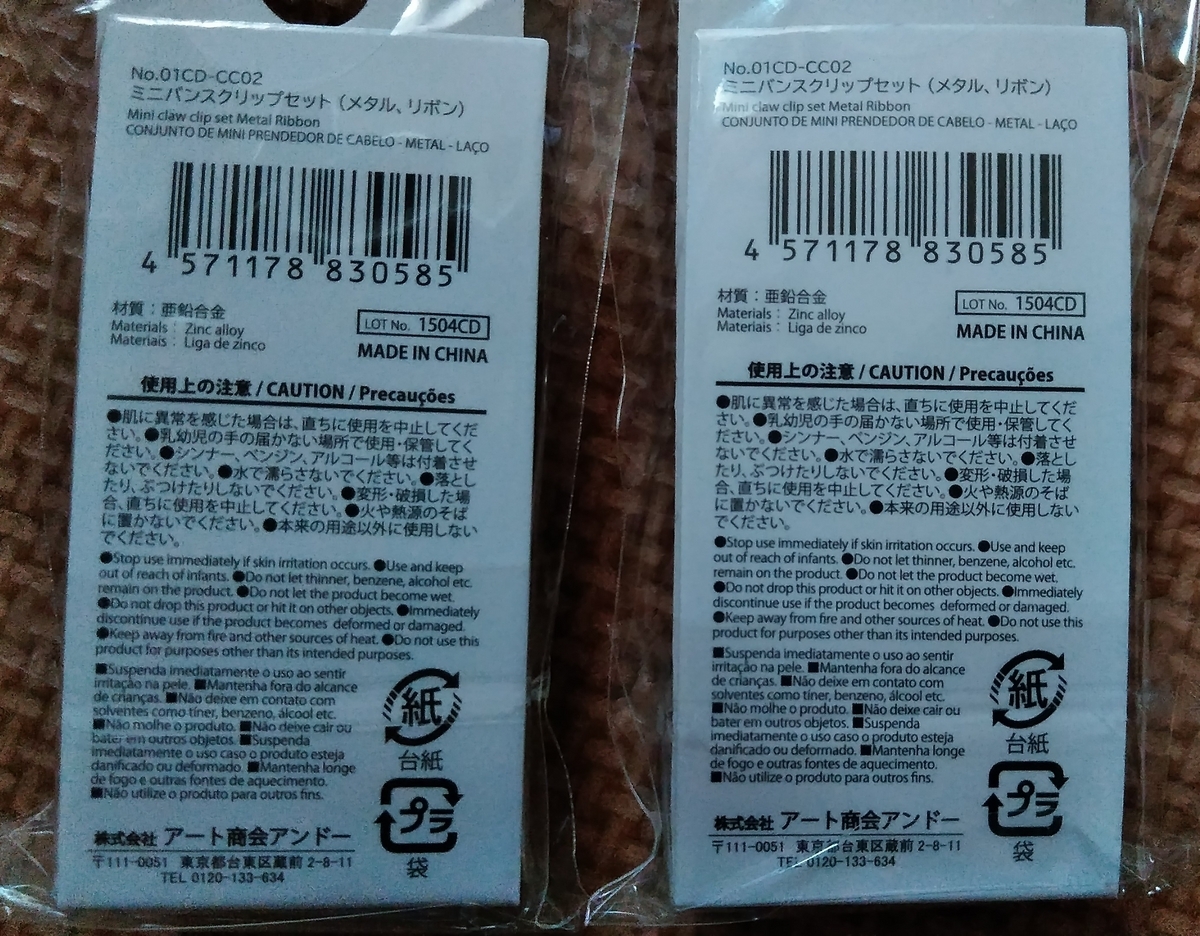 No.01CD-CC02
ミニバンスクリップセット（メタル、リボン）
Mini claw clip set Metal Ribbon
CONJUNTO DE MINI PRENDEDOR DE CABELO - METAL - LAÇO
4 571178 830585
材質：亜鉛合金
Materials： Zinc alloy
Materiais： Liga de zinco
LOT No. 1504CD
MADE IN CHINA
使用上の注意 / CAUTION / Precauções
●肌に異常を感じた場合は、直ちに使用を中止してくだ
さい。●乳幼児の手の届かない場所で使用・保管してく
ださい。●シンナー、ベンジン、アルコール等は付着させ
ないでください。●水で濡らさないでください。●落とし
たり、ぶつけたりしないでください。●変形・破損した場
合、直ちに使用を中止してください。●火や熱源のそば
に置かないでください。●本来の用途以外に使用しない
でください。
●Stop use immediately if skin irritation occurs. ●Use and keep
out of reach of infants. ●Do not let thinner, benzene, alcohol etc.
remain on the product. ●Do not let the product become wet.
●Do not drop this product or hit it on other objects. ●Immediately
discontinue use if the product becomes deformed or damaged.
●Keep away from fire and other sources of heat. ●Do not use this
product for purposes other than its intended purposes.
■Suspenda imediatamente o uso ao sentir
irritação na pele. ■Mantenha fora do alcance
de crianças. ■Não deixe em contato com
solventes como tíner, benzeno, álcool etc.
■Não molhe o produto. ■Não deixe cair ou
bater em outros objetos. ■Suspenda
imediatamente o uso caso o produto esteja
danificado ou deformado. ■Mantenha longe
de fogo e outras fontes de aquecimento.
■Não utilize o produto para outros fins.
紙
台紙
プラ
袋
株式会社 アート商会アンドー
〒111-0051 東京都台東区蔵前 2-8-11
TEL 0120-133-634
No.01CD-CC02
ミニバンスクリップセット（メタル、リボン）
Mini claw clip set Metal Ribbon
CONJUNTO DE MINI PRENDEDOR DE CABELO - METAL - LAÇO
4 571178 830585
材質：亜鉛合金
Materials： Zinc alloy
Materiais： Liga de zinco
LOT No. 1504CD
MADE IN CHINA
使用上の注意 / CAUTION / Precauções
●肌に異常を感じた場合は、直ちに使用を中止してくだ
さい。●乳幼児の手の届かない場所で使用・保管してく
ださい。●シンナー、ベンジン、アルコール等は付着させ
ないでください。●水で濡らさないでください。●落とし
たり、ぶつけたりしないでください。●変形・破損した場
合、直ちに使用を中止してください。●火や熱源のそば
に置かないでください。●本来の用途以外に使用しない
でください。
●Stop use immediately if skin irritation occurs. ●Use and keep
out of reach of infants. ●Do not let thinner, benzene, alcohol etc.
remain on the product. ●Do not let the product become wet.
●Do not drop this product or hit it on other objects. ●Immediately
discontinue use if the product becomes deformed or damaged.
●Keep away from fire and other sources of heat. ●Do not use this
product for purposes other than its intended purposes.
■Suspenda imediatamente o uso ao sentir
irritação na pele. ■Mantenha fora do alcance
de crianças. ■Não deixe em contato com
solventes como tíner, benzeno, álcool etc.
■Não molhe o produto. ■Não deixe cair ou
bater em outros objetos. ■Suspenda
imediatamente o uso caso o produto esteja
danificado ou deformado. ■Mantenha longe
de fogo e outras fontes de aquecimento.
■Não utilize o produto para outros fins.
紙
台紙
プラ
袋
株式会社 アート商会アンドー
〒111-0051 東京都台東区蔵前 2-8-11
TEL 0120-133-634